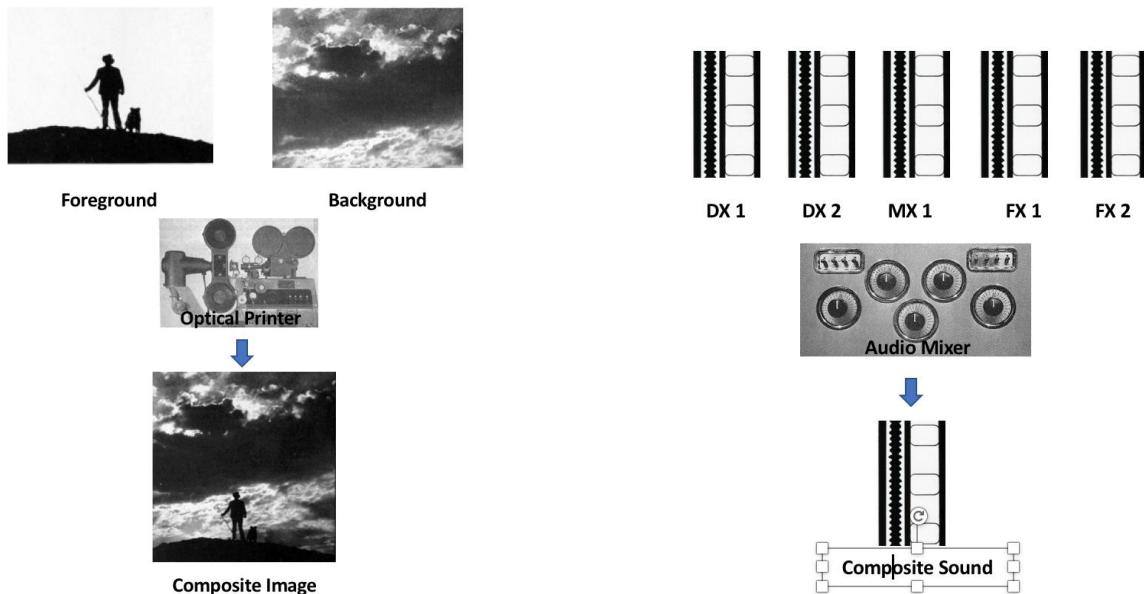 Foreground
Background
Optical Printer
Composite Image
DX 1
DX 2
MX 1
FX 1
FX 2
Audio Mixer
Composite Sound